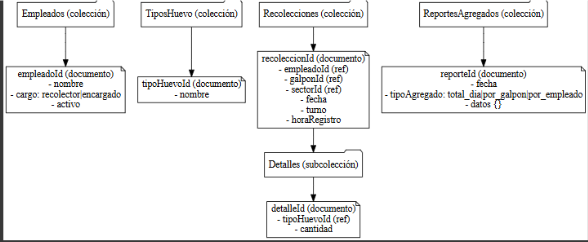 Empleados (colección)
TiposHuevo (colección)
Recolecciones (colección)
ReportesAgregados (colección)
empleadoId (documento)
- nombre
- cargo: recolector|encargado
- activo
tipoHuevoId (documento)
- nombre
recoleccionId (documento)
- empleadoId (ref)
- galponId (ref)
- sectorId (ref)
- fecha
- turno
- horaRegistro
reporteId (documento)
- fecha
- tipoAgregado: total_dia|por_galpon|por_empleado
- datos {}
Detalles (subcolección)
detalleId (documento)
- tipoHuevoId (ref)
- cantidad